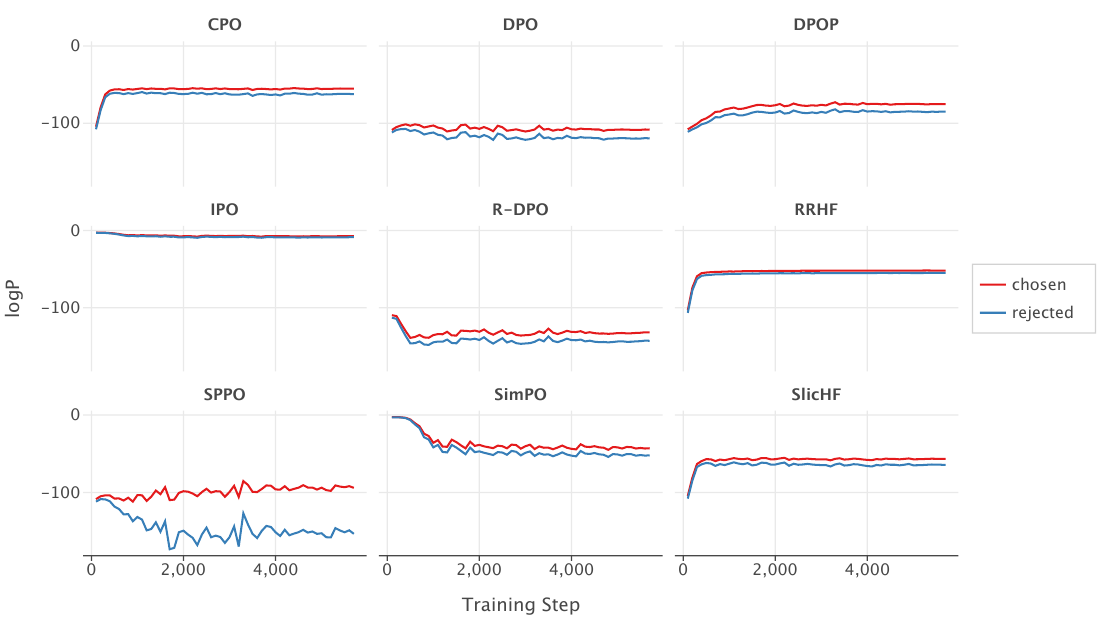 CPO DPO DPOP
0
−100
IPO R−DPO RRHF
0
−100
SPPO SimPO SlicHF
0
−100
0 2,000 4,000 0 2,000 4,000 0 2,000 4,000
Training Step
logP
chosen
rejected